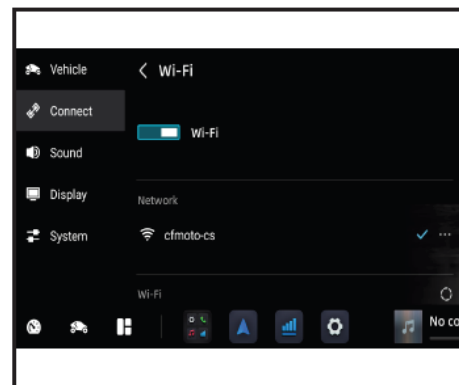 Vehicle
Wi-Fi
Connect
Wi-Fi
Sound
Display
Network
System
cfmoto-cs
Wi-Fi
No co